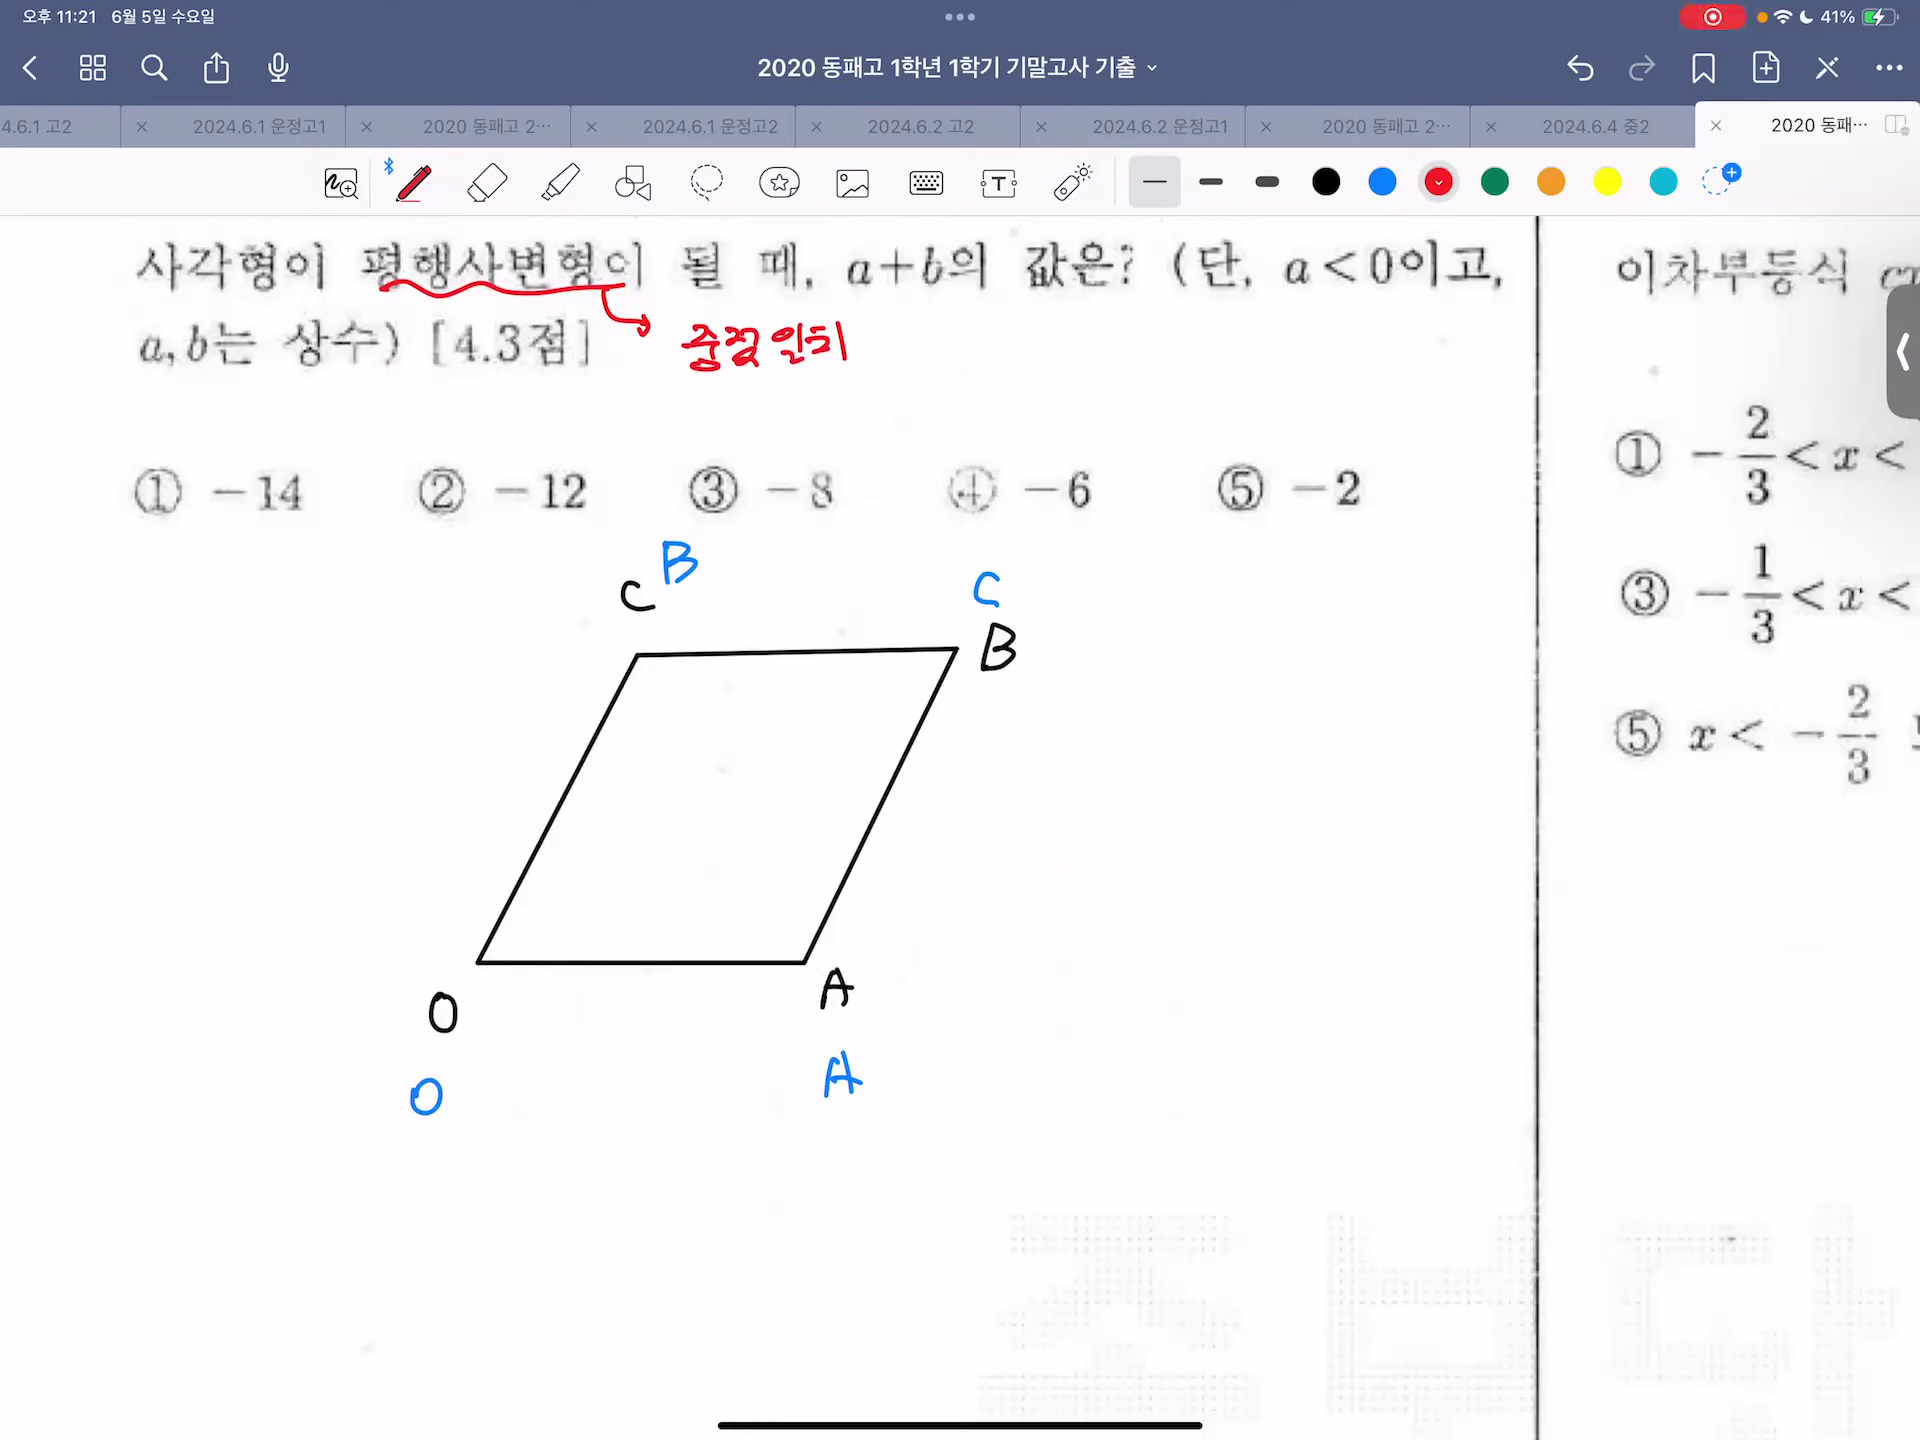 오후 11:21 6월 5일 수요일
41%
2020 동패고 1학년 1학기 기말고사 기출
4.6.1 고2
2024.6.1 운정고1
2020 동패고 2…
2024.6.1 운정고2
2024.6.2 고2
2024.6.2 운정고1
2020 동패고 2…
2024.6.4 중2
2020 동패…
사각형이 평행사변형이 될 때, a+b의 값은? (단, a<0이고,
a, b는 상수) [4.3점]
중점 일치
① -14 ② -12 ③ -8 ④ -6 ⑤ -2
C B
C
B
O
A
O
A
이차부등식
① -2/3 < x <
③ -1/3 < x <
⑤ x < -2/3